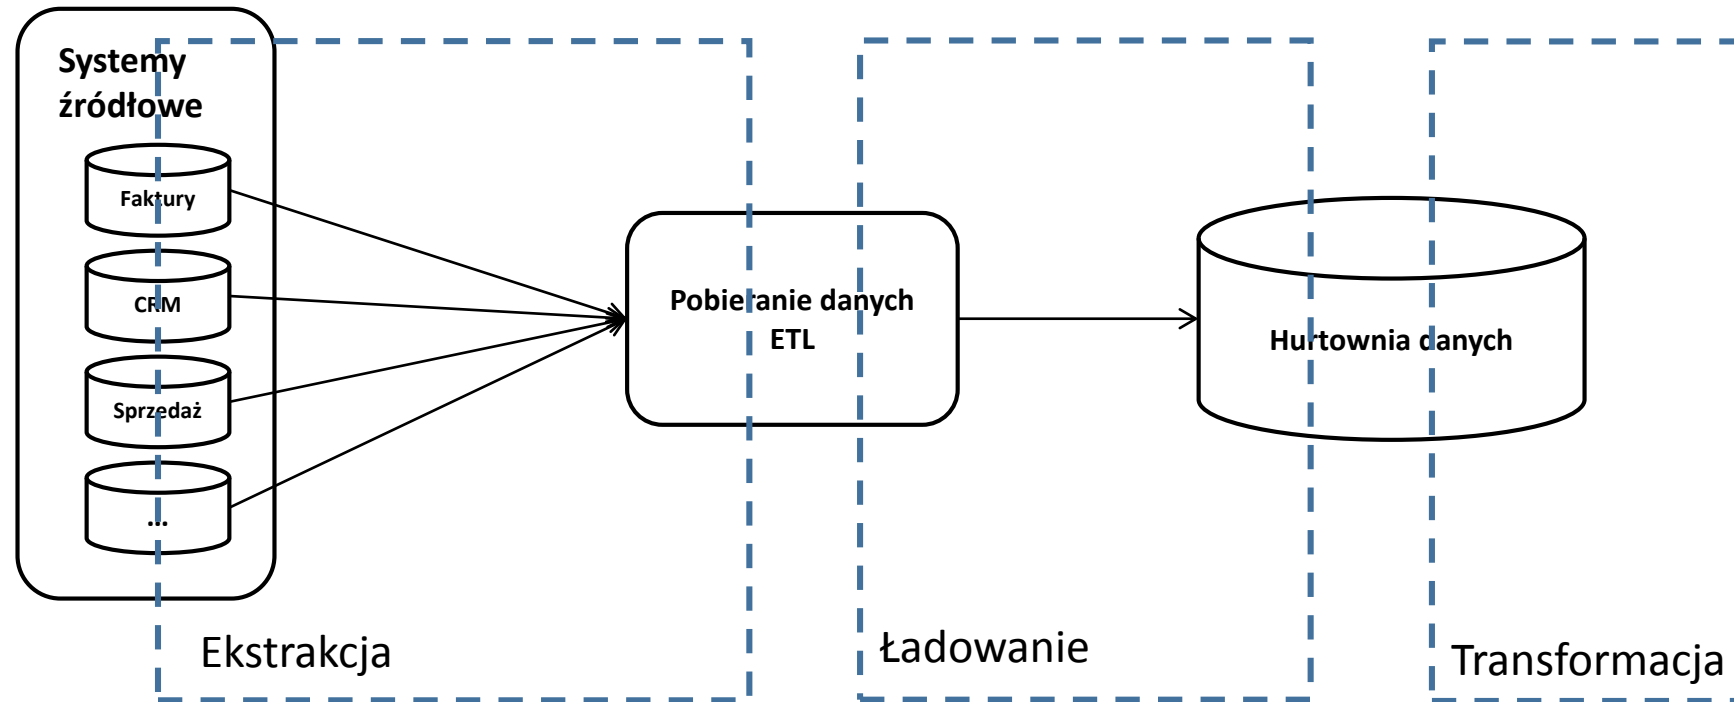 Systemy
źródłowe
Faktury
CRM
Sprzedaż
...
Pobieranie danych
ETL
Hurtownia danych
Ekstrakcja
Ładowanie
Transformacja